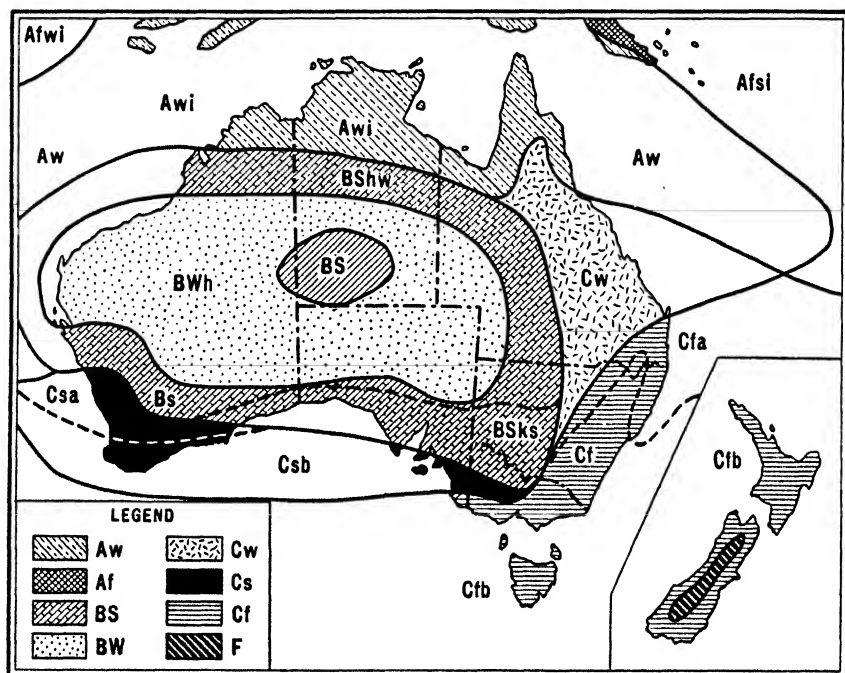 Afwi
Afsi
Awi
Awi
Aw
Aw
BShw
BS
BWh
Cw
Cfa
Csa
Bs
BSks
Cf
Csb
Cfb
Cfb
LEGEND
Aw
Cw
Af
Cs
BS
Cf
BW
F